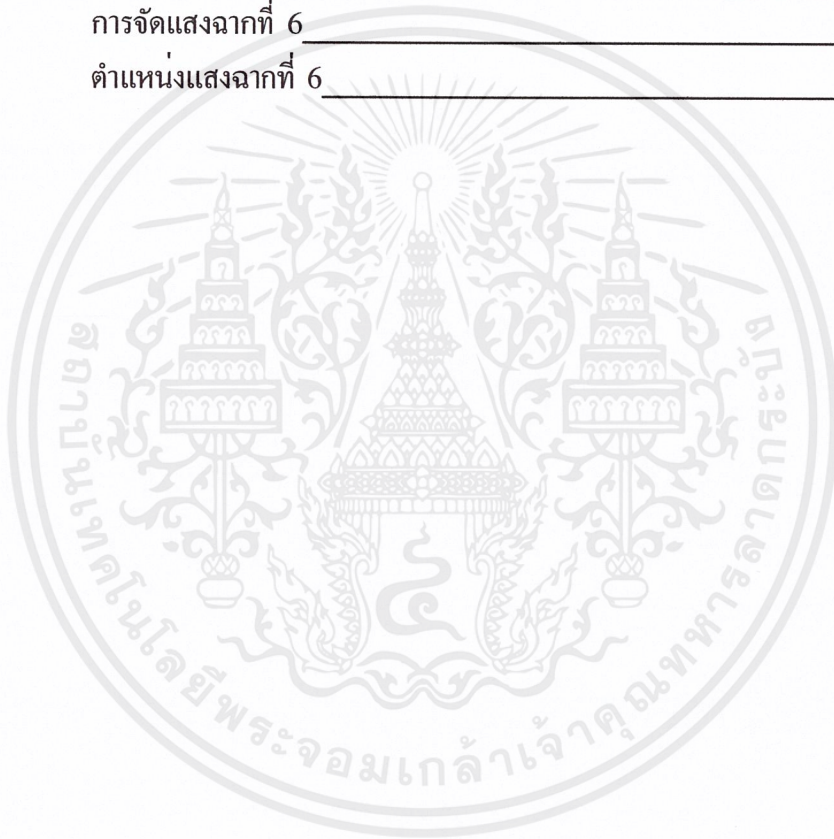 การจัดแสงฉากที่ 6
ตำแหน่งแสงฉากที่ 6
สถาบันเทคโนโลยีพระจอมเกล้าเจ้าคุณทหารลาดกระบัง